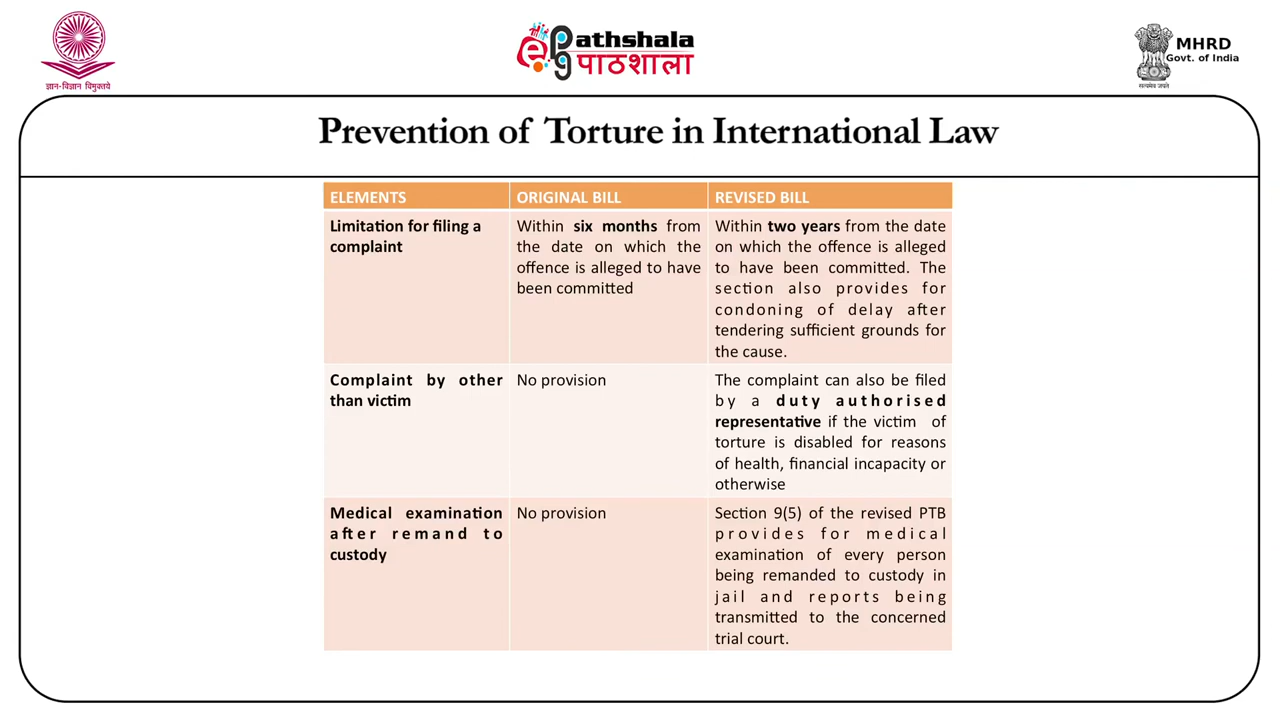 ज्ञान-विज्ञान विमुक्तये
epg Pathshala
पाठशाला
MHRD
Govt. of India
सत्यमेव जयते
Prevention of Torture in International Law
ELEMENTS
ORIGINAL BILL
REVISED BILL
Limitation for filing a
complaint
Within six months from
the date on which the
offence is alleged to have
been committed
Within two years from the date
on which the offence is alleged
to have been committed. The
section also provides for
condoning of delay after
tendering sufficient grounds for
the cause.
Complaint by other
than victim
No provision
The complaint can also be filed
by a duty authorised
representative if the victim of
torture is disabled for reasons
of health, financial incapacity or
otherwise
Medical examination
after remand to
custody
No provision
Section 9(5) of the revised PTB
provides for medical
examination of every person
being remanded to custody in
jail and reports being
transmitted to the concerned
trial court.